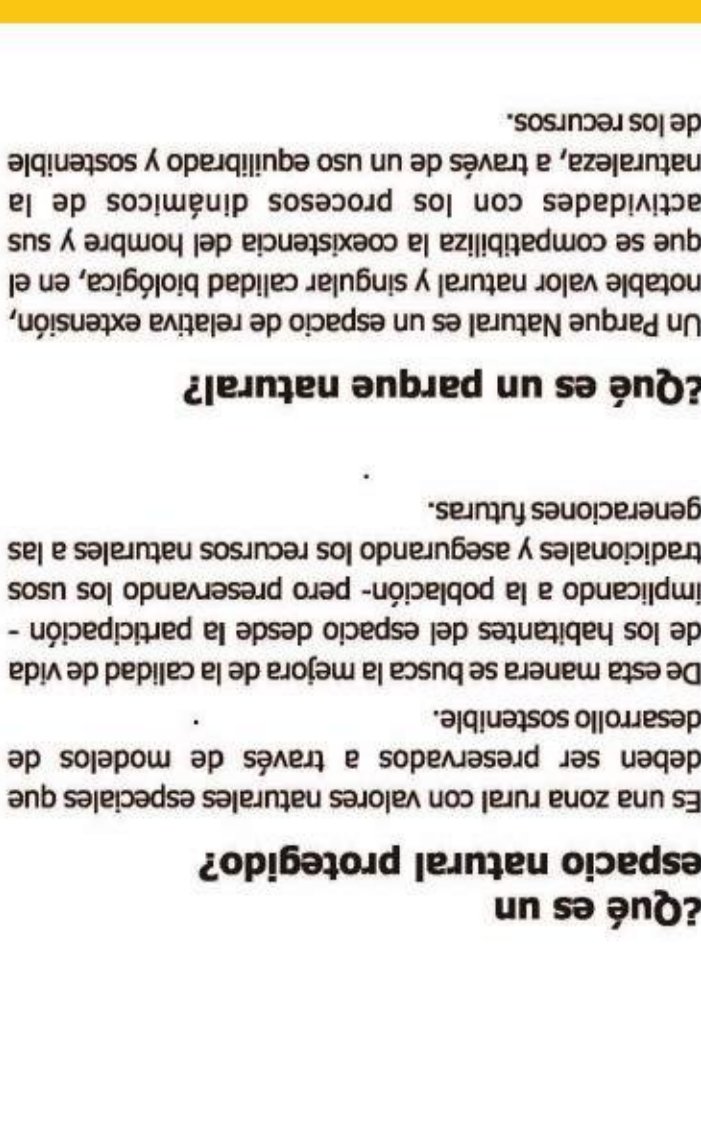 ¿Qué es un
espacio natural protegido?
Es una zona rural con valores naturales especiales que
deben ser preservados a través de modelos de
desarrollo sostenible.
De esta manera se busca la mejora de la calidad de vida
de los habitantes del espacio desde la participación -
implicando a la población- pero preservando los usos
tradicionales y asegurando los recursos naturales a las
generaciones futuras.
¿Qué es un parque natural?
Un Parque Natural es un espacio de relativa extensión,
notable valor natural y singular calidad biológica, en el
que se compatibiliza la coexistencia del hombre y sus
actividades con los procesos dinámicos de la
naturaleza, a través de un uso equilibrado y sostenible
de los recursos.